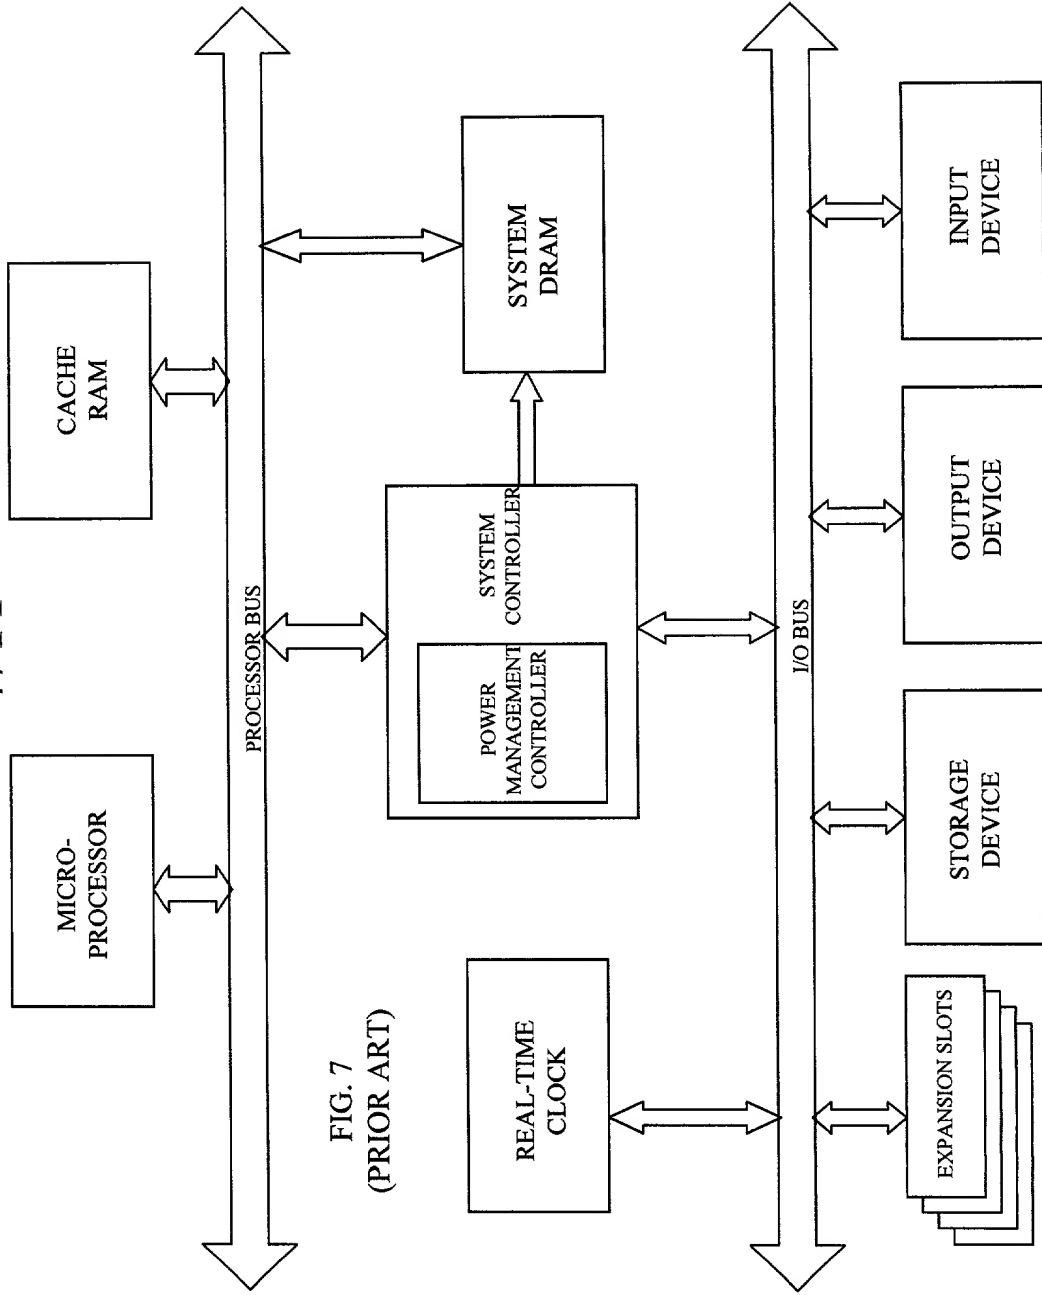 MICRO-
PROCESSOR
CACHE
RAM
PROCESSOR BUS
FIG. 7
(PRIOR ART)
REAL-TIME
CLOCK
POWER
MANAGEMENT
CONTROLLER
SYSTEM
CONTROLLER
SYSTEM
DRAM
I/O BUS
EXPANSION SLOTS
STORAGE
DEVICE
OUTPUT
DEVICE
INPUT
DEVICE